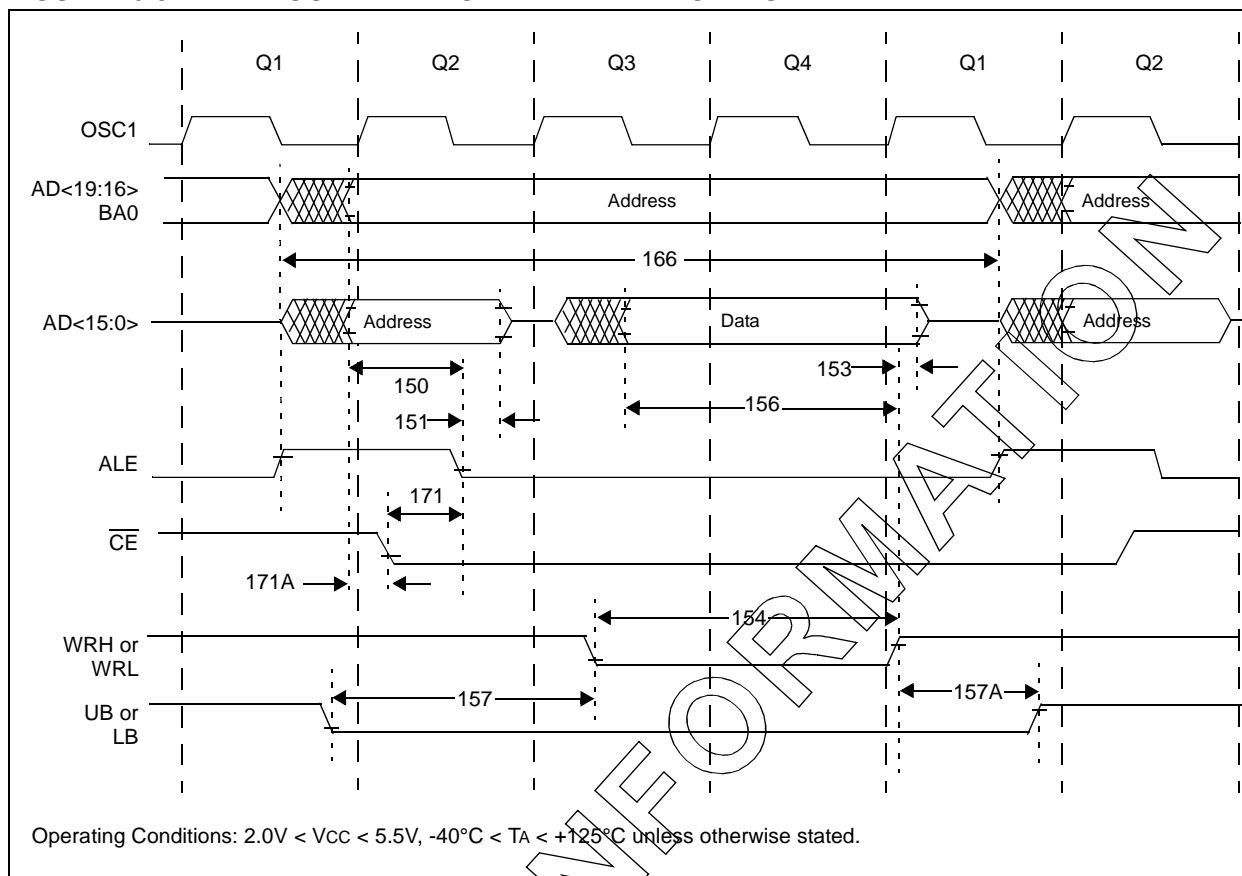 Q1 Q2 Q3 Q4 Q1 Q2
OSC1
AD<19:16>
BA0
Address
Address
166
AD<15:0>
Address
Data
Address
150
153
151
156
ALE
171
CE
171A
154
WRH or
WRL
157
157A
UB or
LB
Operating Conditions: 2.0V < VCC < 5.5V, -40°C < TA < +125°C unless otherwise stated.
NFORMATION